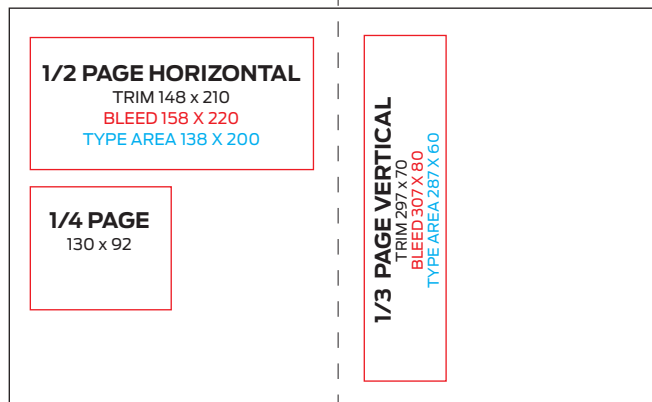 1/2 PAGE HORIZONTAL
TRIM 148 x 210
BLEED 158 X 220
TYPE AREA 138 X 200
1/4 PAGE
130 x 92
1/3 PAGE VERTICAL
TRIM 297 x 70
BLEED 307 X 80
TYPE AREA 287 X 60